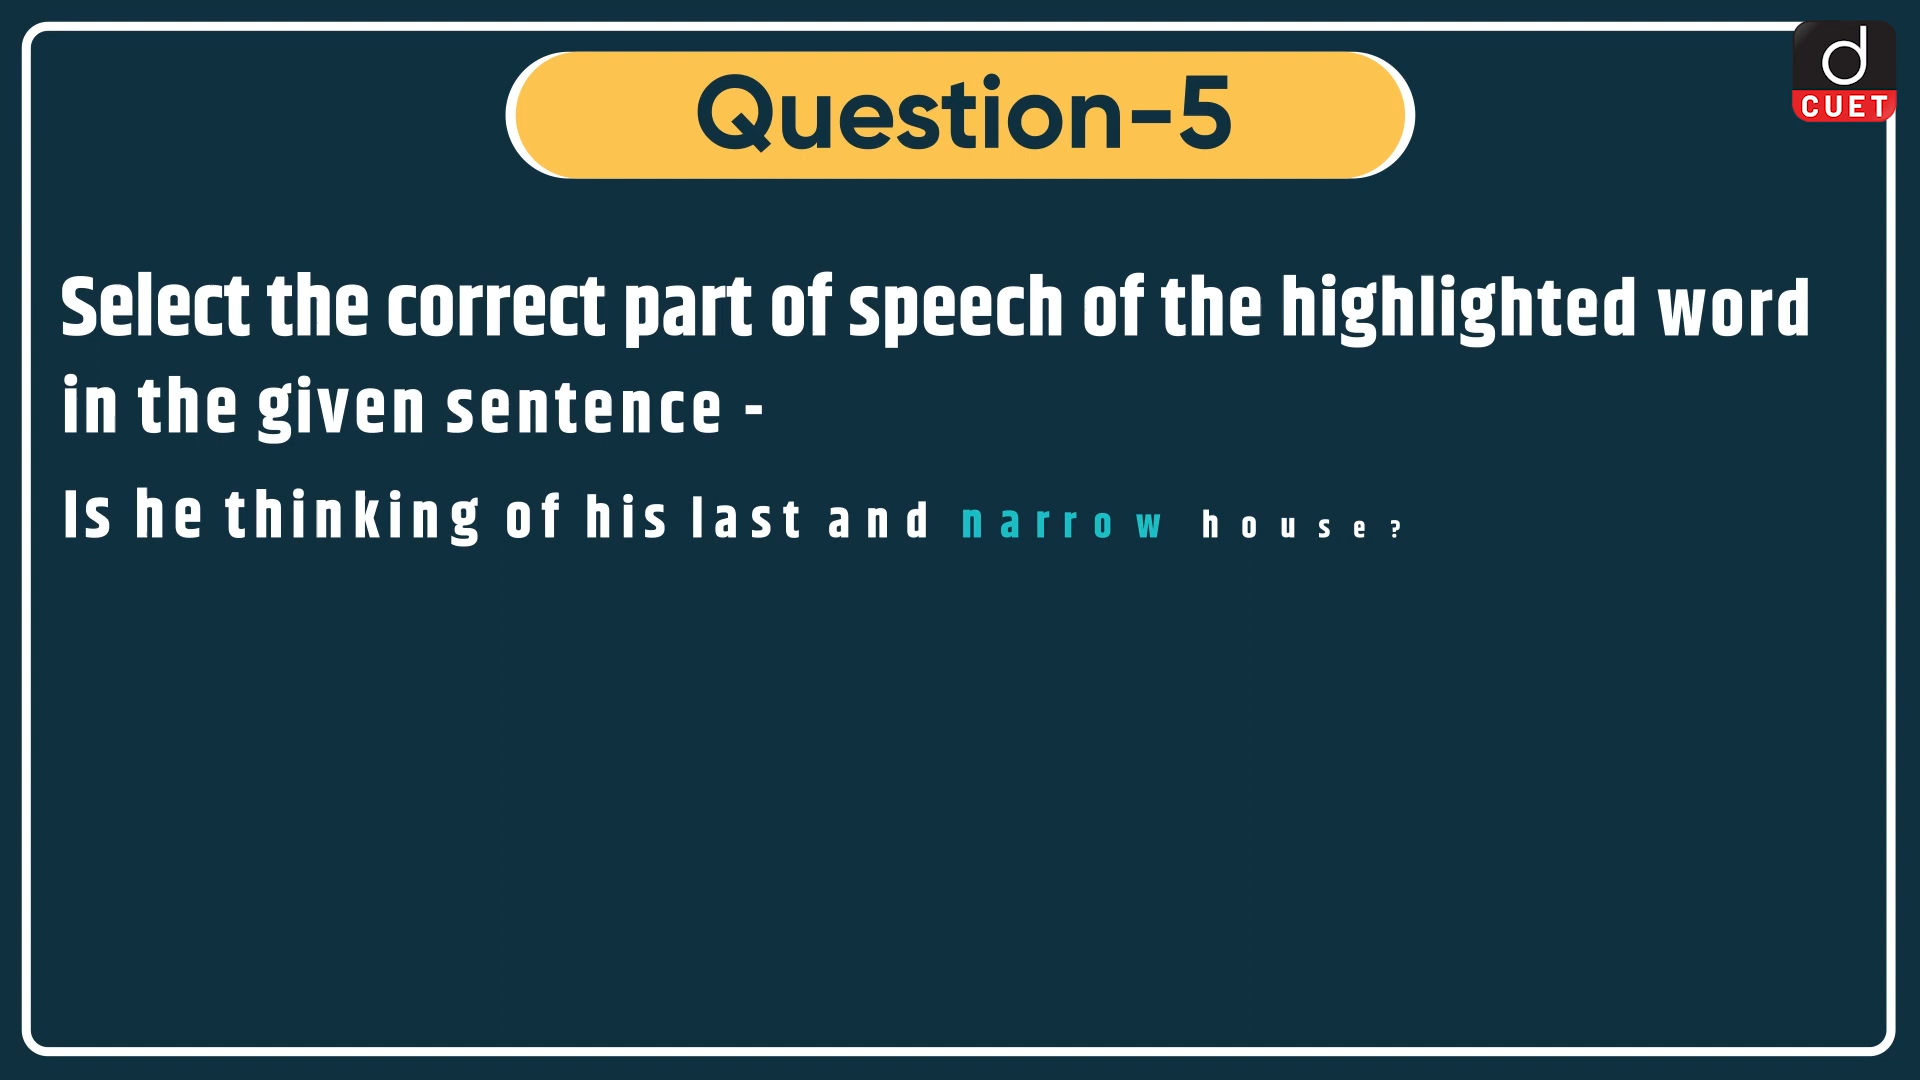 Question-5
d
CUET
Select the correct part of speech of the highlighted word
in the given sentence -
Is he thinking of his last and narrow house?